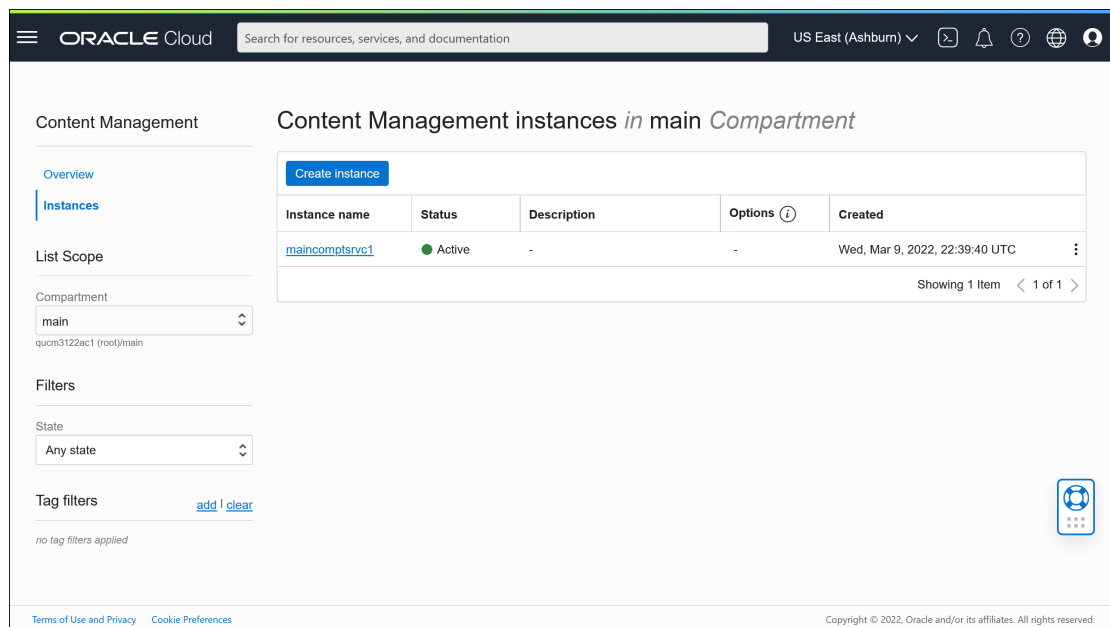 ORACLE Cloud
Search for resources, services, and documentation
US East (Ashburn)
Content Management
Overview
Instances
List Scope
Compartment
main
qucm3122ac1 (root)/main
Filters
State
Any state
Tag filters add | clear
no tag filters applied
Content Management instances in main Compartment
Create instance
Instance name Status Description Options i Created
maincomptsrvc1 Active - - Wed, Mar 9, 2022, 22:39:40 UTC
Showing 1 Item < 1 of 1 >
Terms of Use and Privacy Cookie Preferences
Copyright © 2022, Oracle and/or its affiliates. All rights reserved.